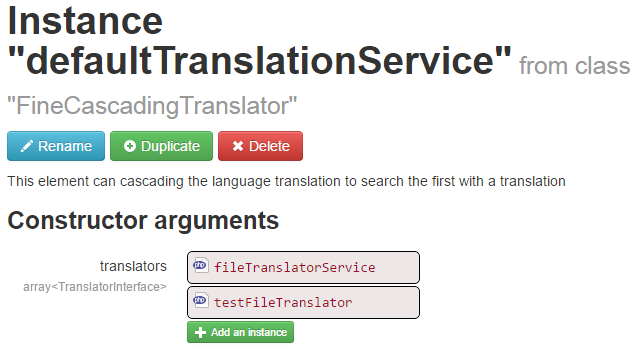 Instance
"defaultTranslationService" from class
"FineCascadingTranslator"
Rename Duplicate Delete
This element can cascading the language translation to search the first with a translation
Constructor arguments
translators
array<TranslatorInterface>
php fileTranslatorService
php testFileTranslator
Add an instance